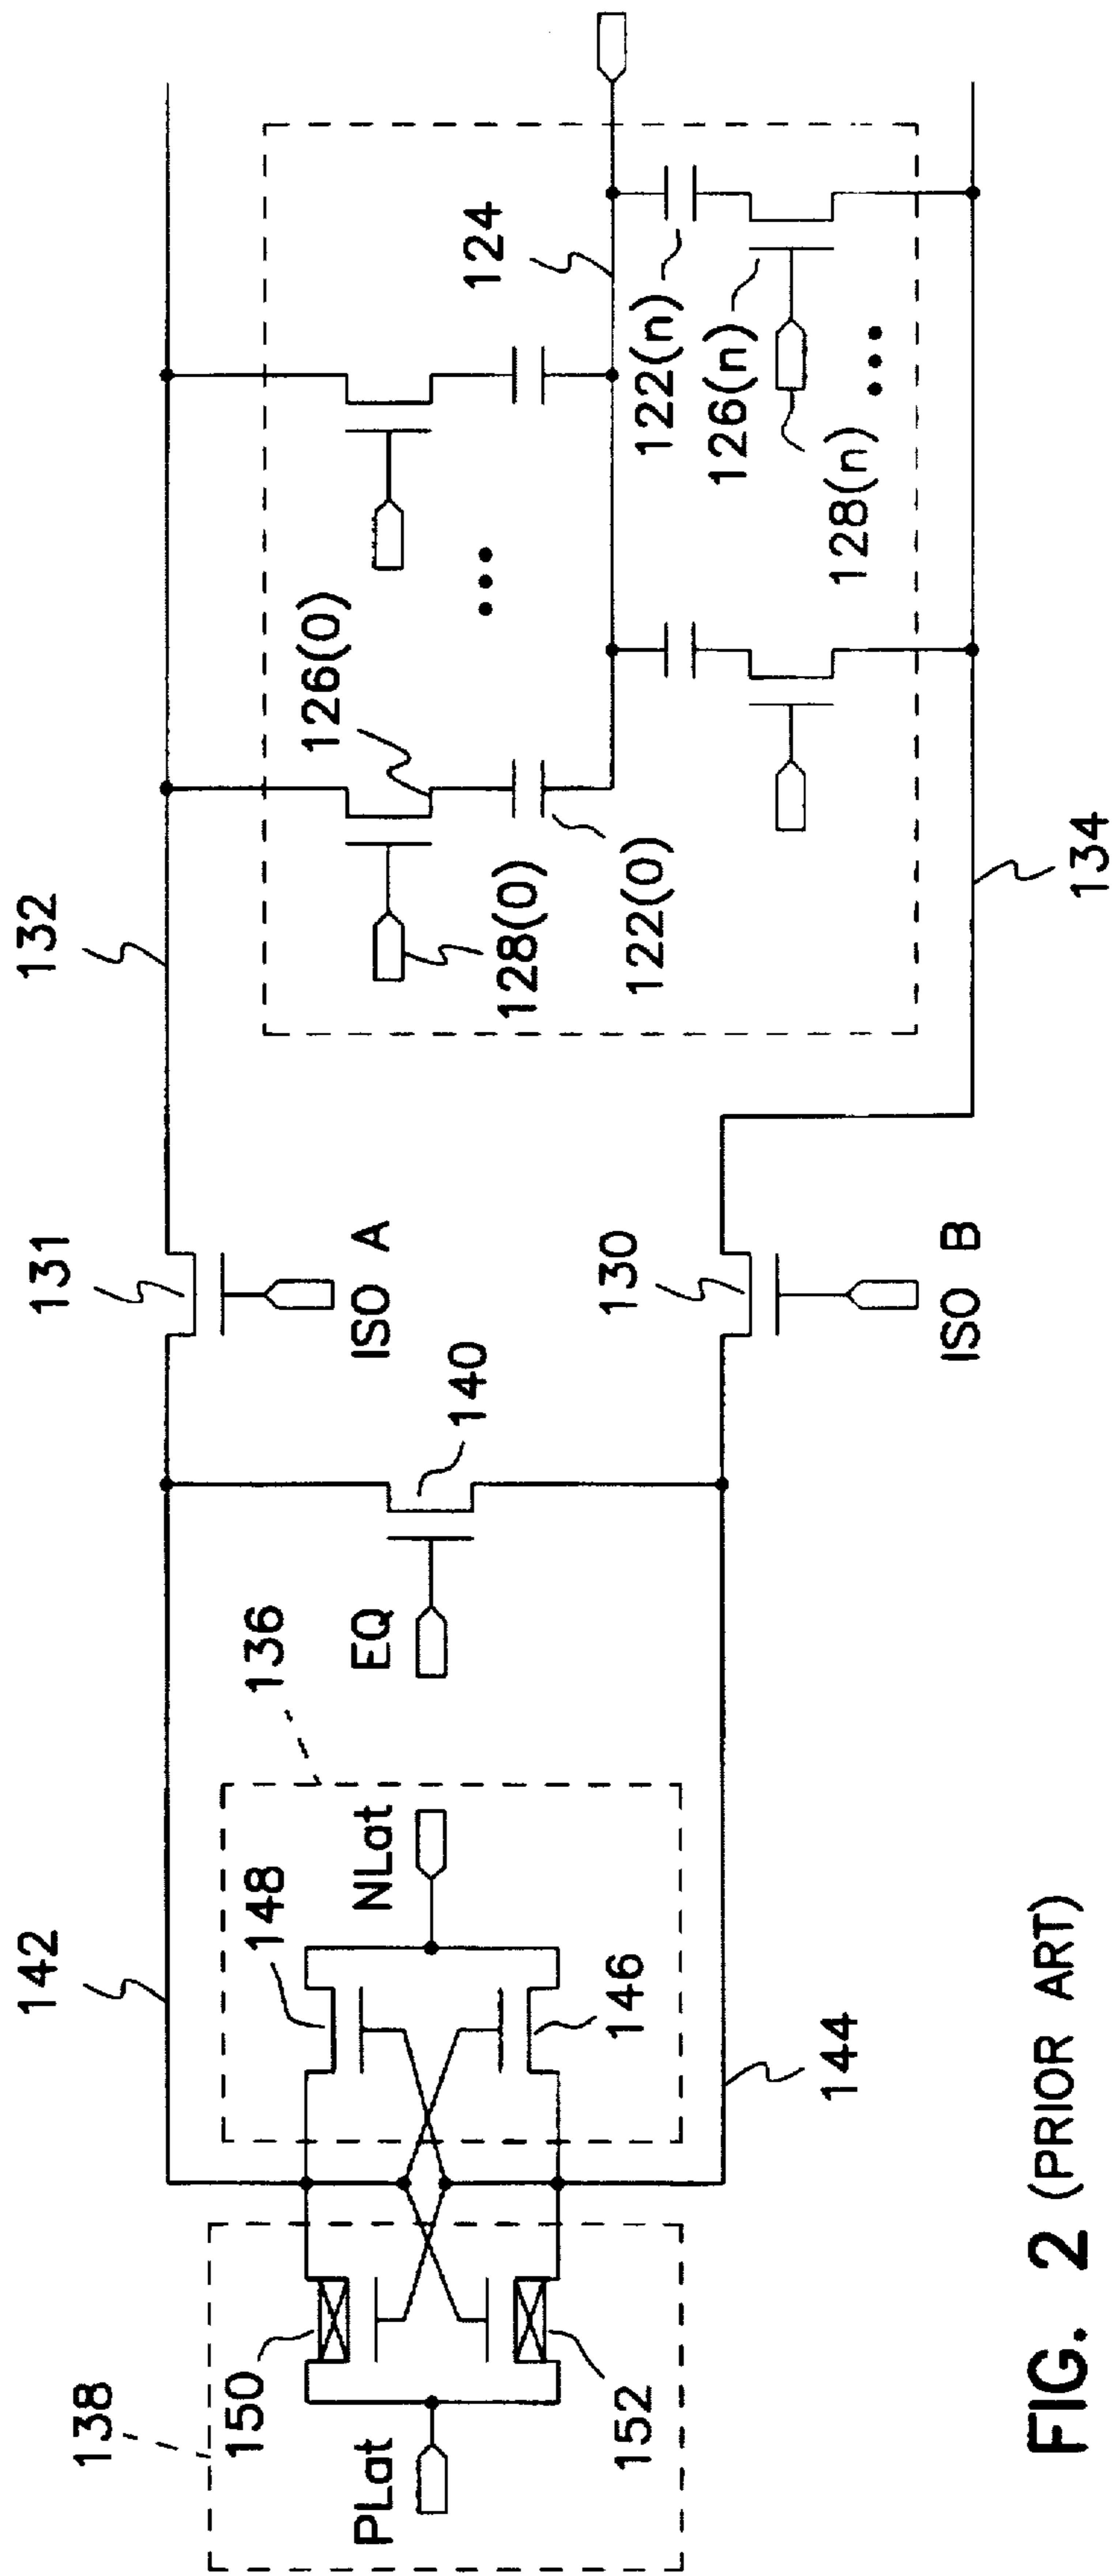 138
150
PLat
152
142
148
136
NLat
146
144
EQ
140
131
ISO A
130
ISO B
132
126(0)
128(0)
122(0)
124
122(n)
126(n)
128(n)
134
FIG. 2 (PRIOR ART)